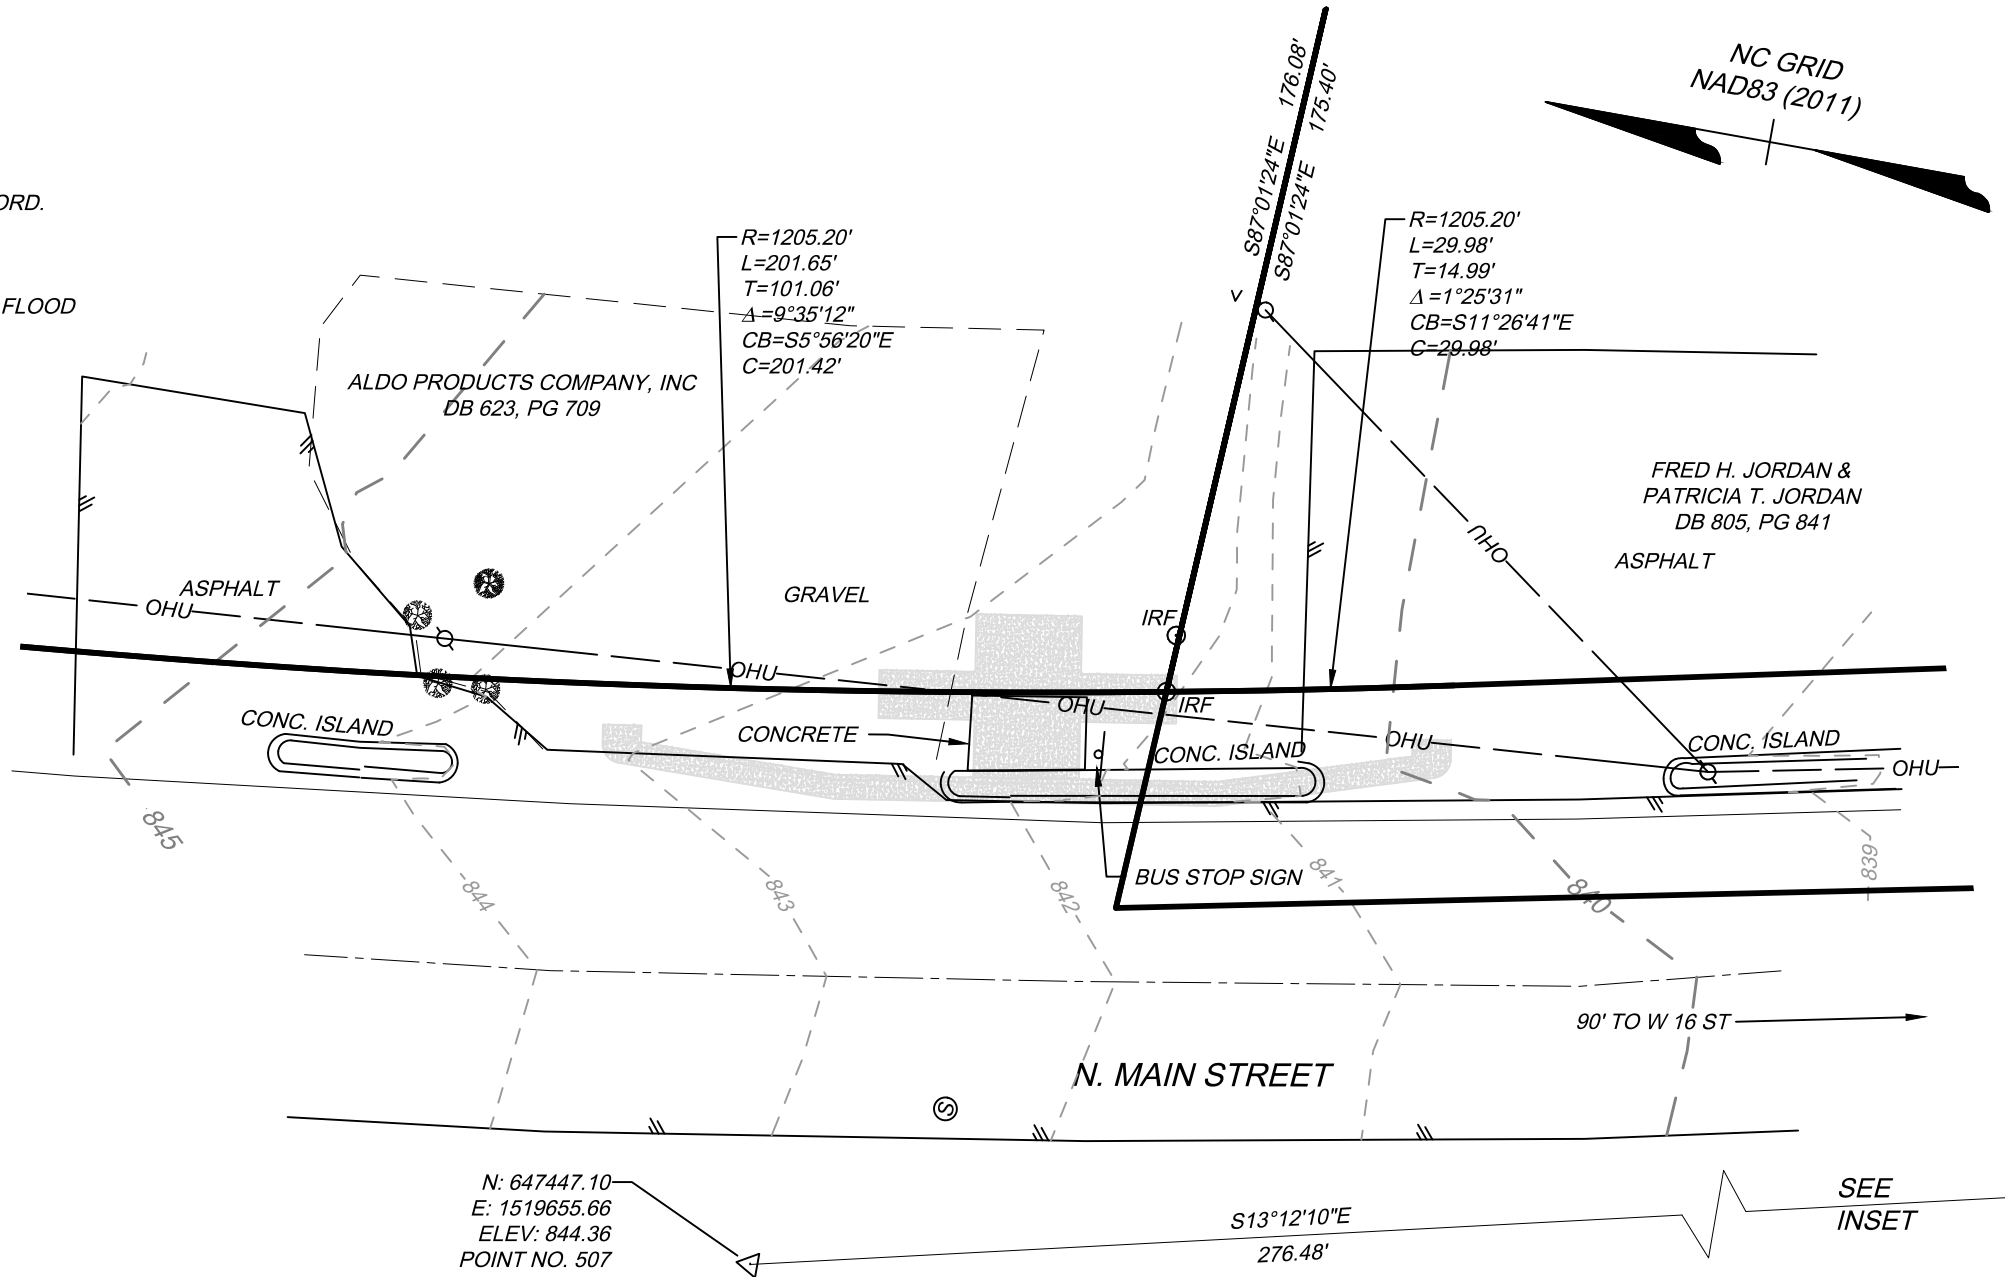 NC GRID
NAD83 (2011)
ORD.
FLOOD
S87°01'24"E 176.08'
S87°01'24"E 175.40'
R=1205.20'
L=201.65'
T=101.06'
Δ=9°35'12"
CB=S5°56'20"E
C=201.42'
R=1205.20'
L=29.98'
T=14.99'
Δ=1°25'31"
CB=S11°26'41"E
C=29.98'
ALDO PRODUCTS COMPANY, INC
DB 623, PG 709
FRED H. JORDAN &
PATRICIA T. JORDAN
DB 805, PG 841
ASPHALT
OHU
ASPHALT
OHU
GRAVEL
IRF
OHU
IRF
OHU
CONC. ISLAND
CONCRETE
CONC. ISLAND
OHU
CONC. ISLAND
OHU
845
844
843
842
841
840
839
BUS STOP SIGN
90' TO W 16 ST
N. MAIN STREET
S
N: 647447.10
E: 1519655.66
ELEV: 844.36
POINT NO. 507
S13°12'10"E
276.48'
SEE
INSET